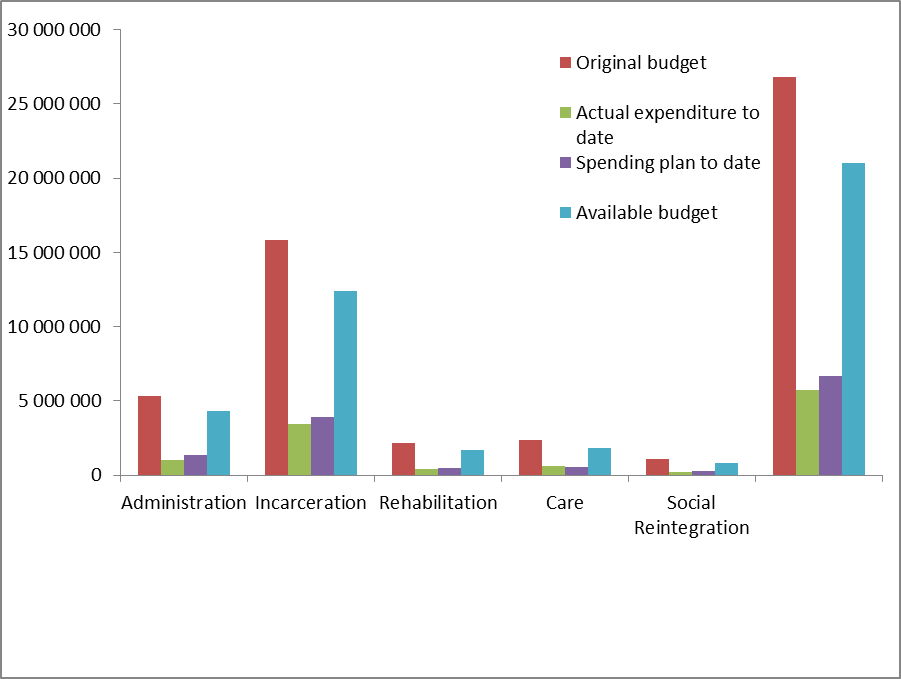 30 000 000
25 000 000
20 000 000
15 000 000
10 000 000
5 000 000
0
Original budget
Actual expenditure to
date
Spending plan to date
Available budget
Administration Incarceration Rehabilitation Care Social
Reintegration